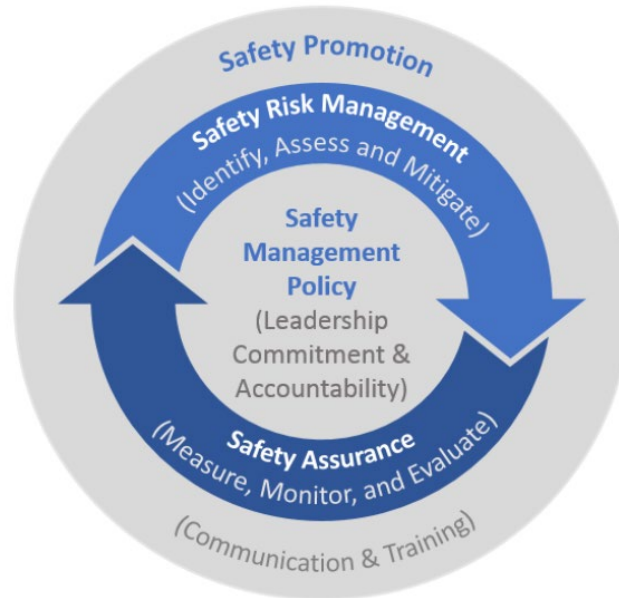 Safety Promotion
Safety Risk Management
(Identify, Assess and Mitigate)
Safety
Management
Policy
(Leadership
Commitment &
Accountability)
Safety Assurance
(Measure, Monitor, and Evaluate)
(Communication & Training)